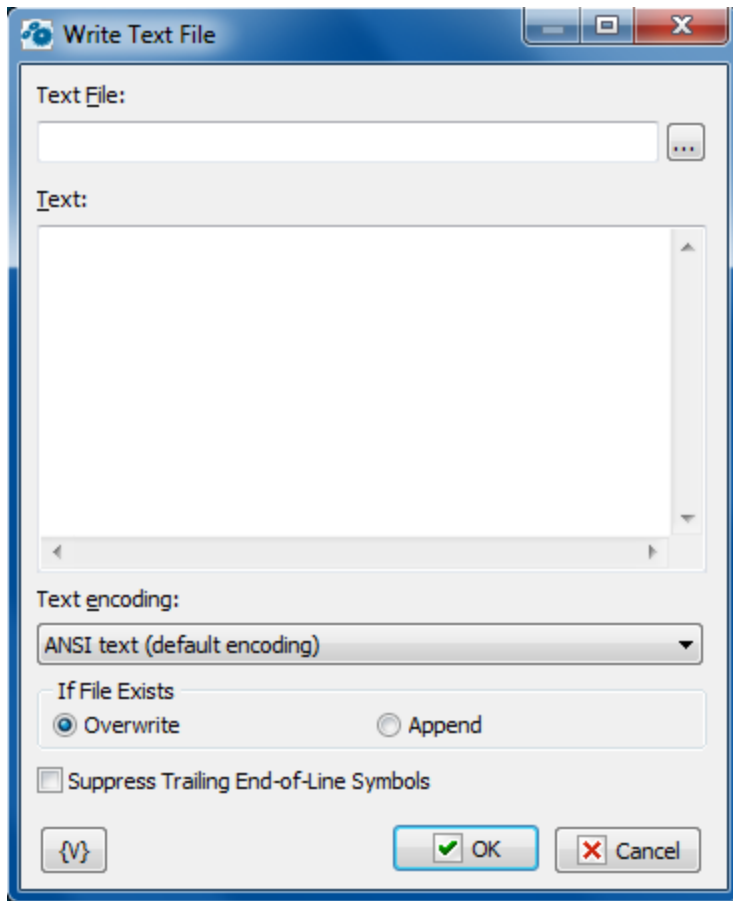 Write Text File
Text File:
...
Text:
Text encoding:
ANSI text (default encoding)
If File Exists
Overwrite Append
Suppress Trailing End-of-Line Symbols
{V} OK Cancel